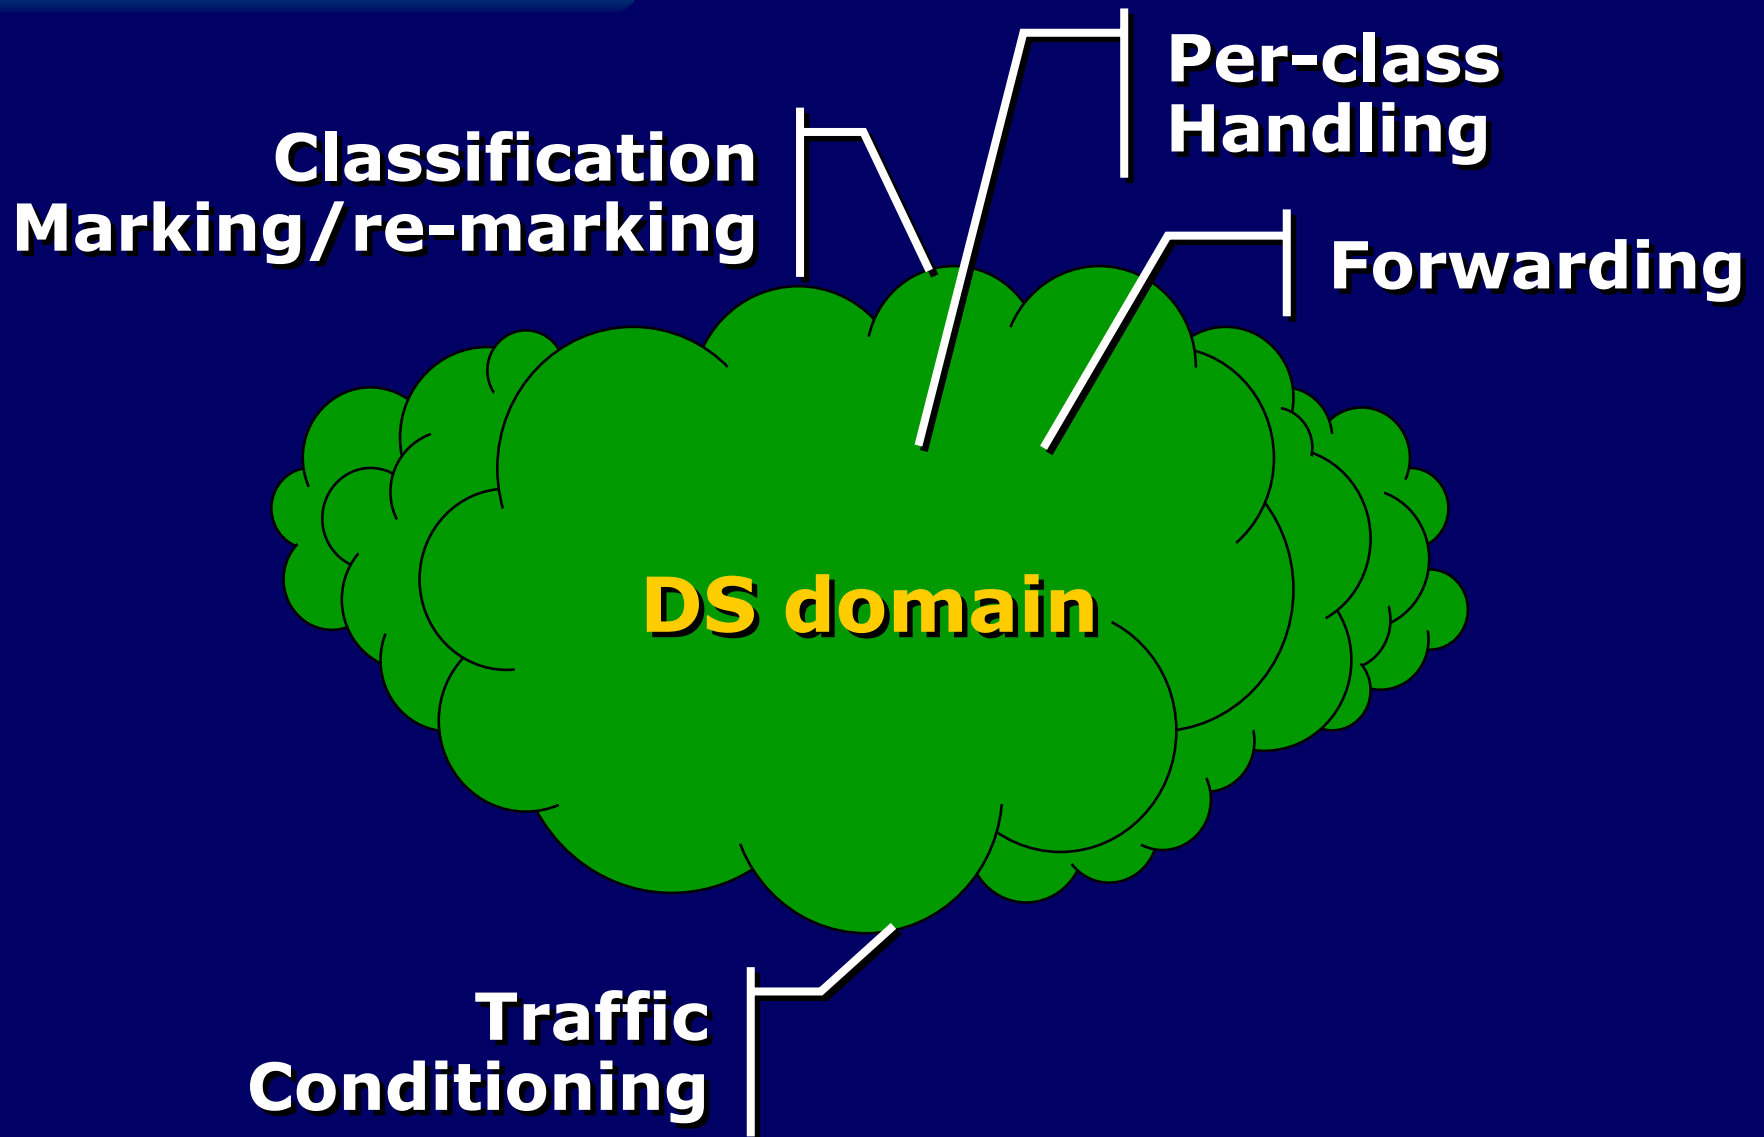 Per-class
Handling
Classification
Marking/re-marking
Forwarding
DS domain
Traffic
Conditioning